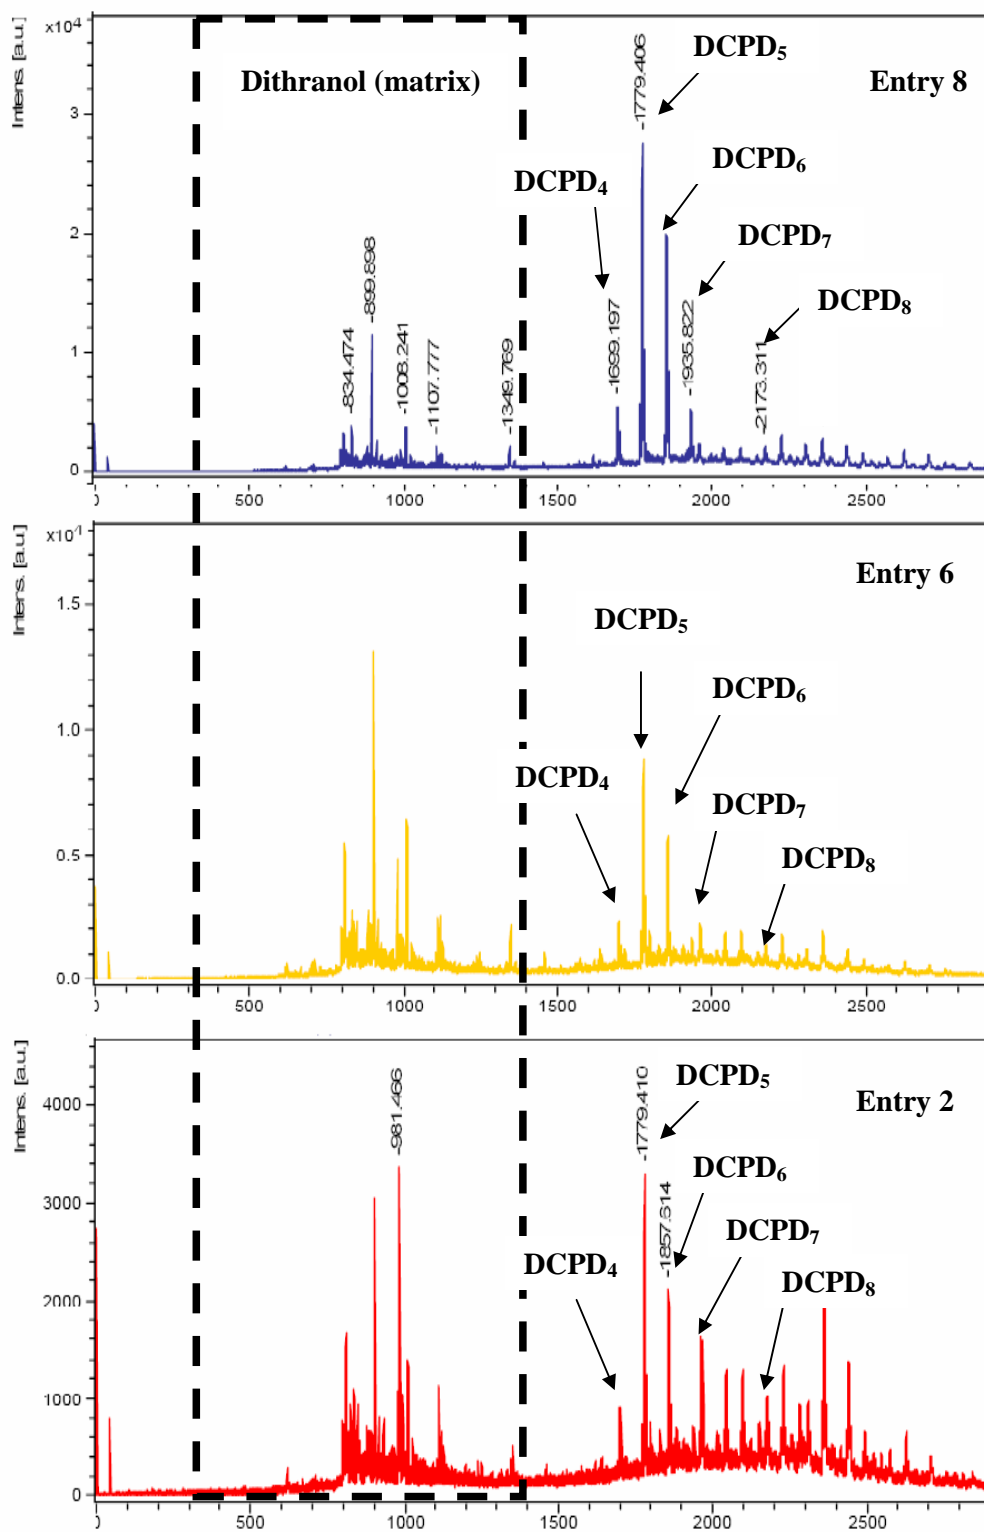 Intens. [a.u.]
x10⁴
3
2
1
0
Dithranol (matrix)
Entry 8
DCPD₅
DCPD₆
DCPD₄
DCPD₇
DCPD₈
-834.474
-899.898
-1008.241
-1107.777
-1349.769
-1699.197
-1779.406
-1935.822
-2173.311
500
1000
1500
2000
2500
Intens. [a.u.]
1.5
1.0
0.5
0.0
Entry 6
DCPD₅
DCPD₆
DCPD₄
DCPD₇
DCPD₈
500
1000
1500
2000
2500
Intens. [a.u.]
4000
3000
2000
1000
0
Entry 2
DCPD₅
DCPD₆
DCPD₇
DCPD₄
DCPD₈
-981.466
-1779.410
-1857.614
500
1000
1500
2000
2500